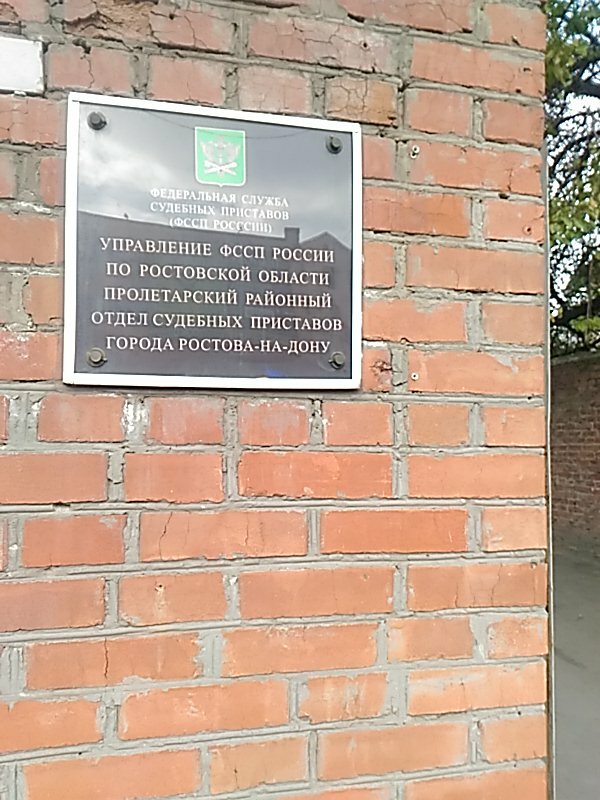 ФЕДЕРАЛЬНАЯ СЛУЖБА
СУДЕБНЫХ ПРИСТАВОВ
(ФССП РОССИИ)
УПРАВЛЕНИЕ ФССП РОССИИ
ПО РОСТОВСКОЙ ОБЛАСТИ
ПРОЛЕТАРСКИЙ РАЙОННЫЙ
ОТДЕЛ СУДЕБНЫХ ПРИСТАВОВ
ГОРОДА РОСТОВА-НА-ДОНУ